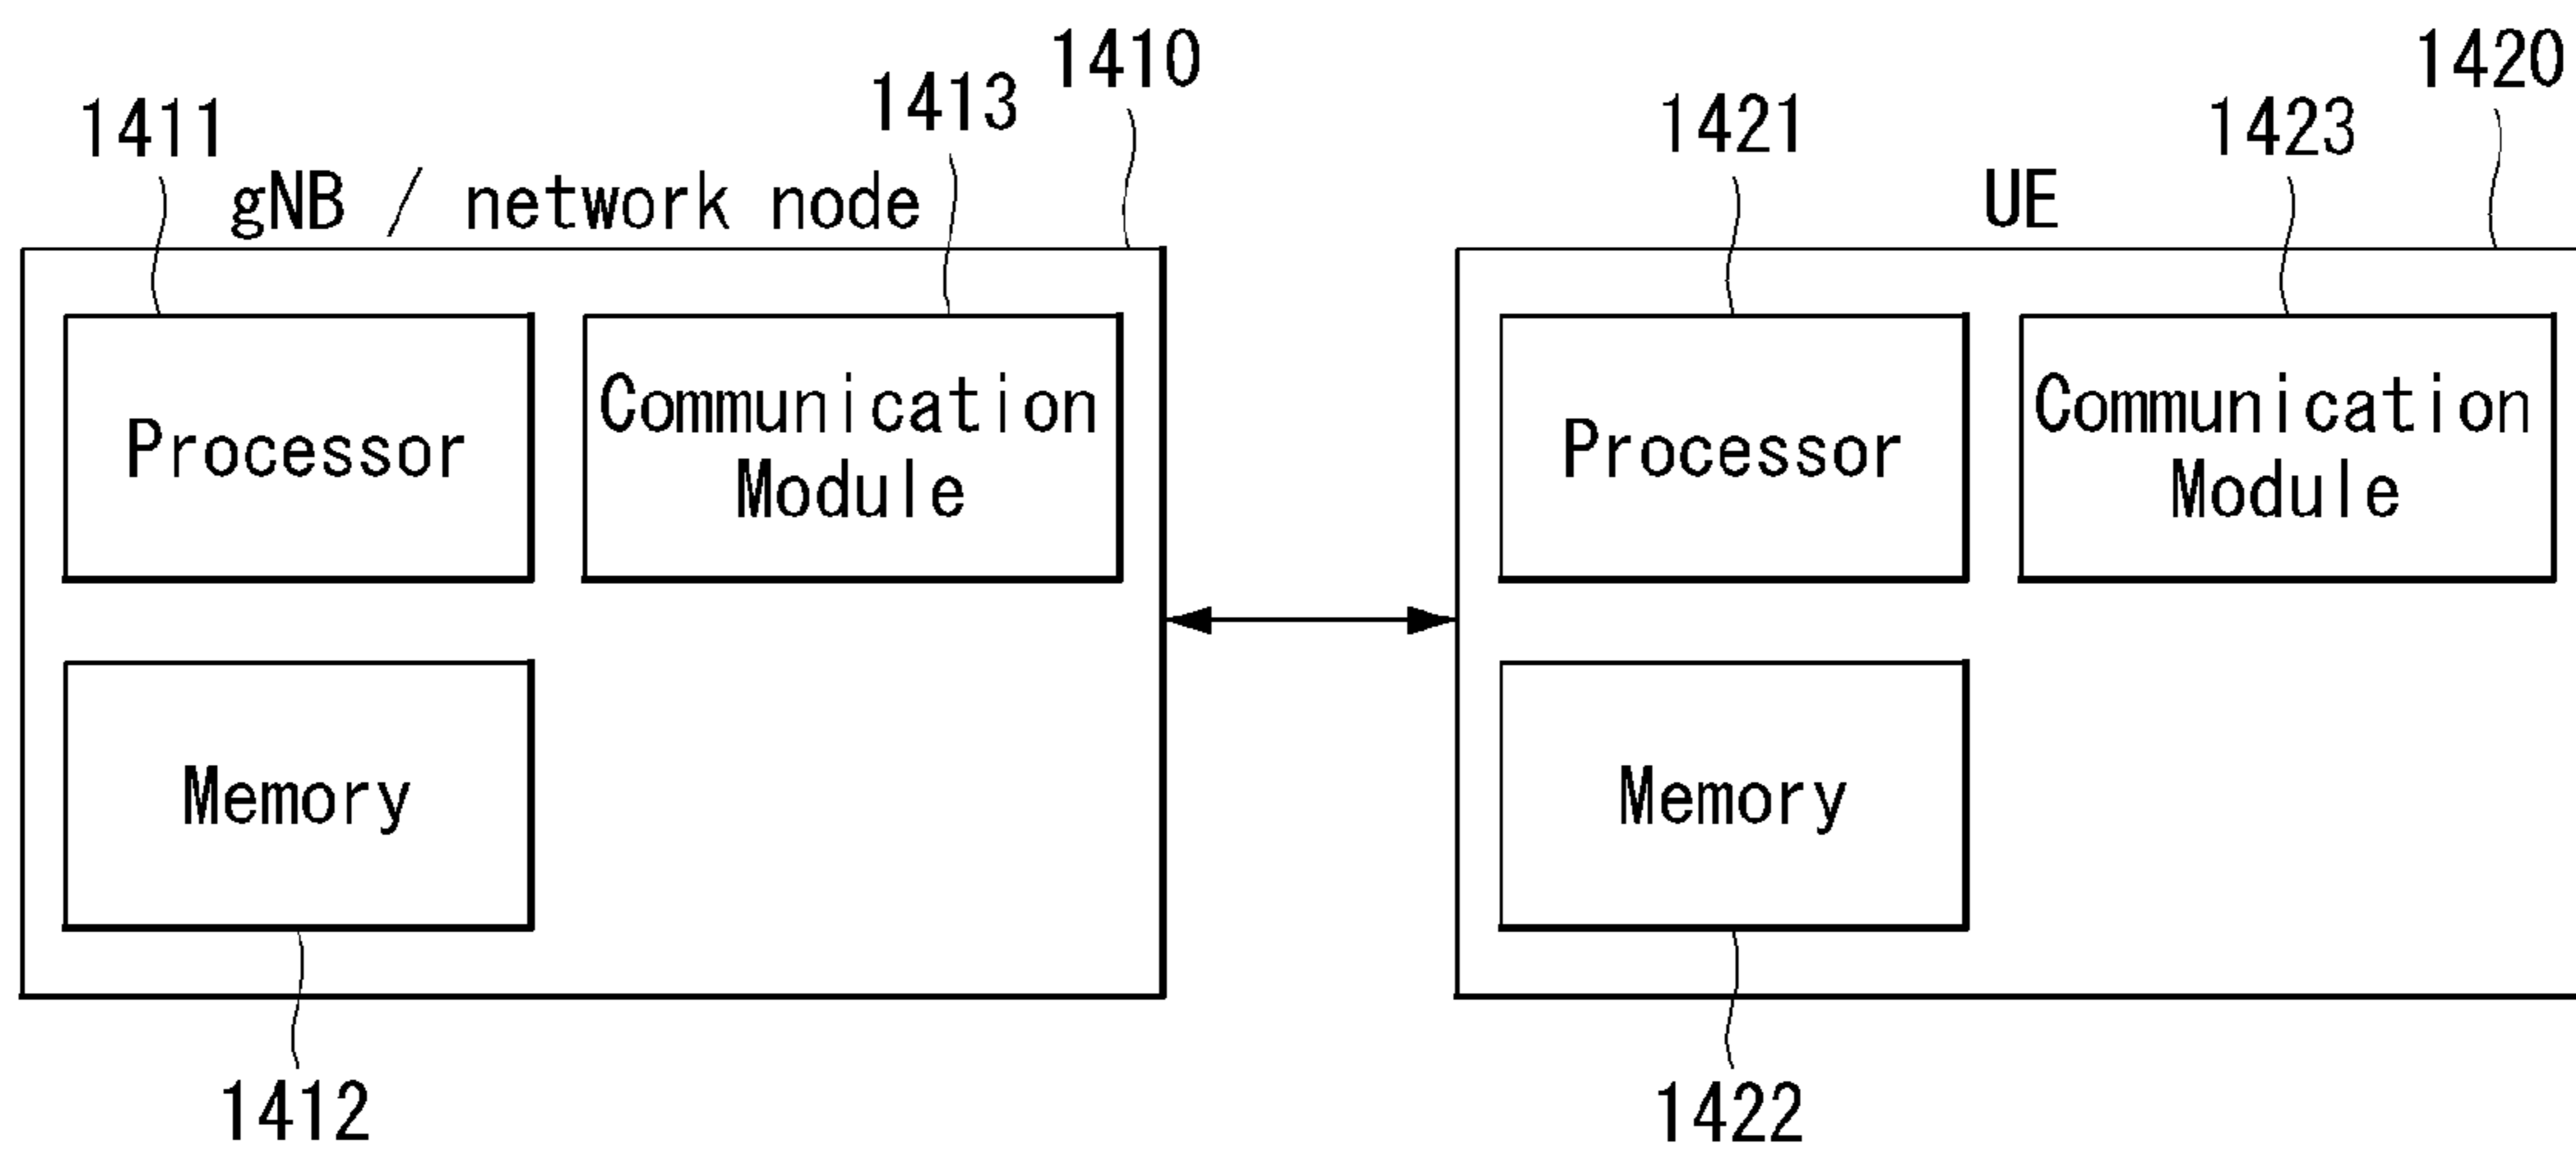 1410
1420
1411
1413
1421
1423
gNB / network node
UE
Processor
Communication
Module
Processor
Communication
Module
Memory
Memory
1412
1422